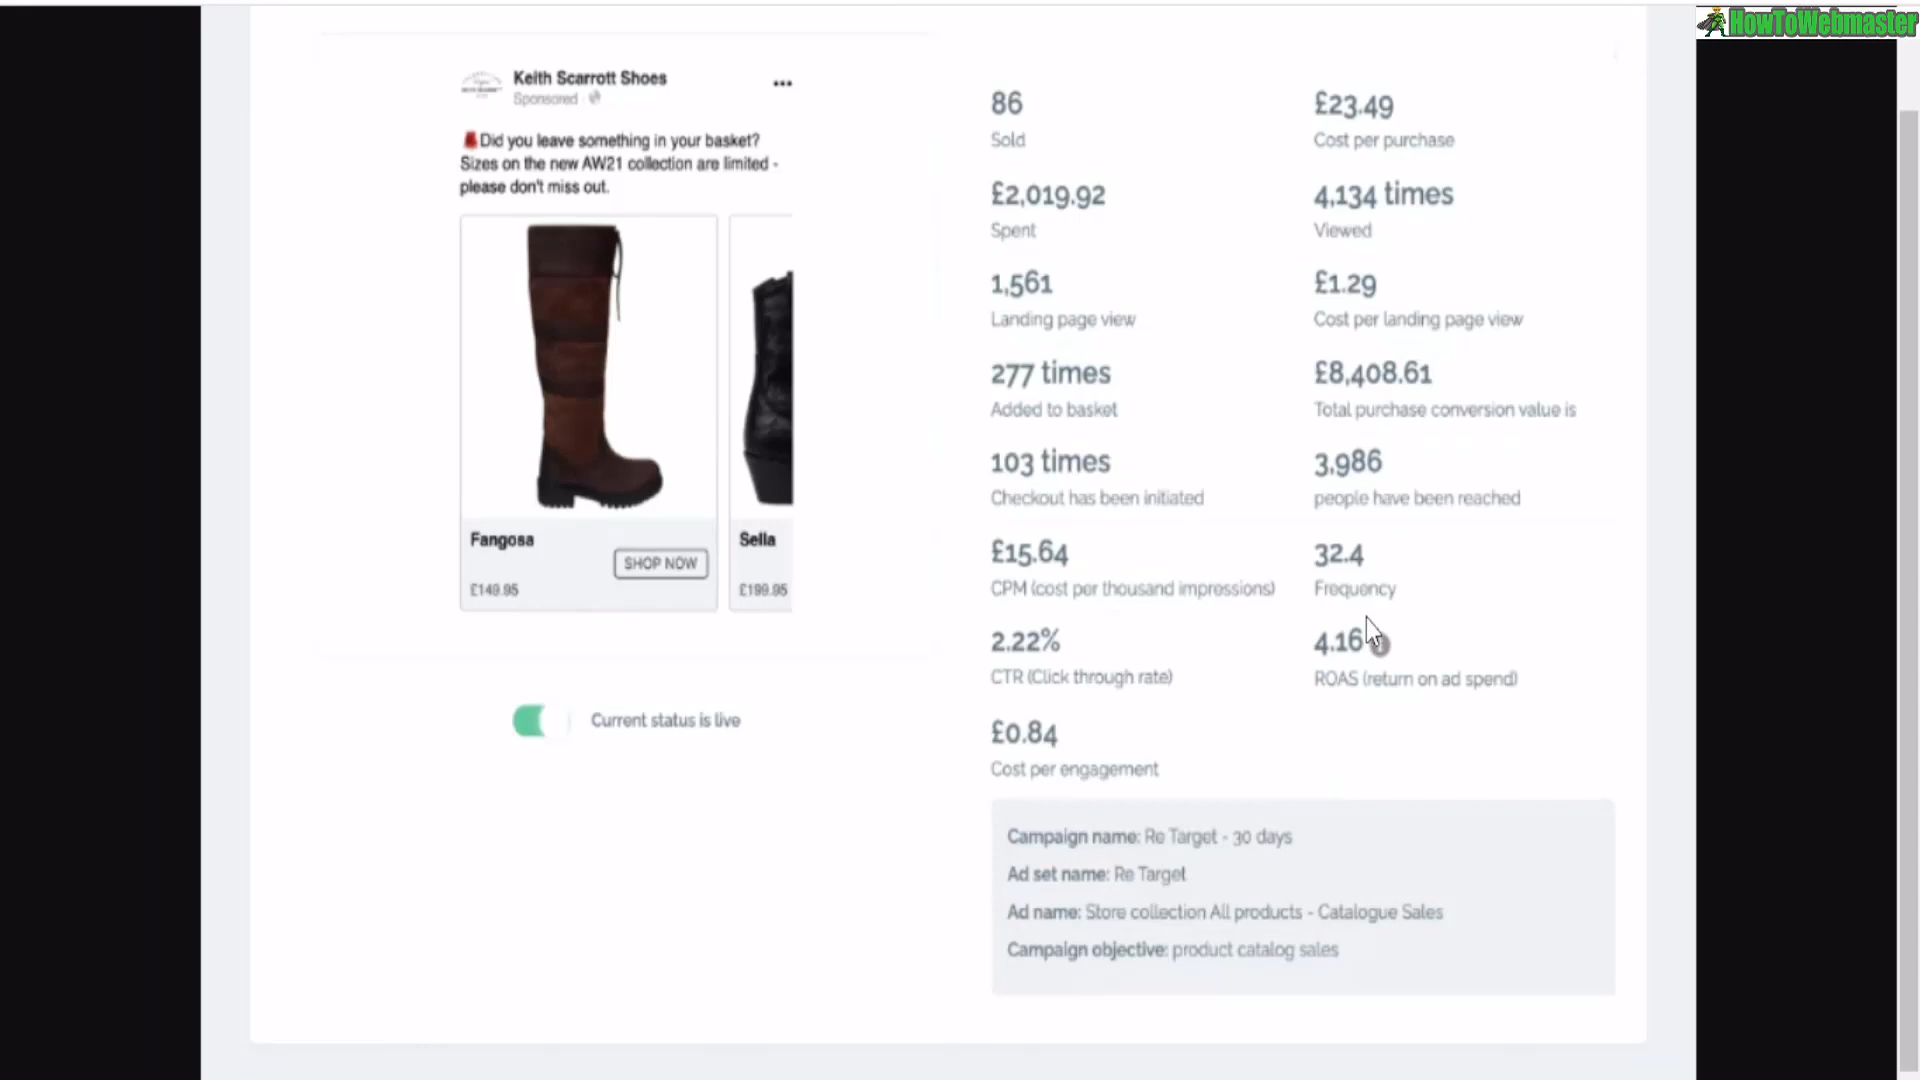 HowToWebmaster
Keith Scarrott Shoes
Sponsored
Did you leave something in your basket?
Sizes on the new AW21 collection are limited -
please don't miss out.
Fangosa
SHOP NOW
£149.95
Sella
£199.95
Current status is live
86
Sold
£23.49
Cost per purchase
£2,019.92
Spent
4,134 times
Viewed
1,561
Landing page view
£1.29
Cost per landing page view
277 times
Added to basket
£8,408.61
Total purchase conversion value is
103 times
Checkout has been initiated
3,986
people have been reached
£15.64
CPM (cost per thousand impressions)
32.4
Frequency
2.22%
CTR (Click through rate)
4.16
ROAS (return on ad spend)
£0.84
Cost per engagement
Campaign name: Re Target - 30 days
Ad set name: Re Target
Ad name: Store collection All products - Catalogue Sales
Campaign objective: product catalog sales